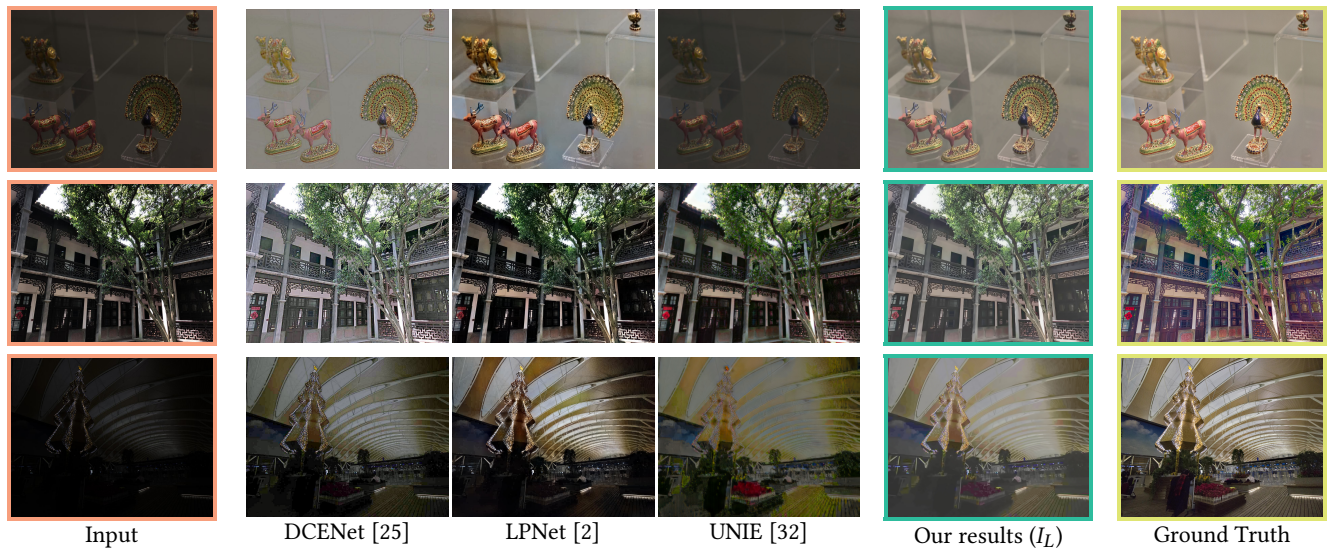 Input DCENet [25] LPNet [2] UNIE [32] Our results (I_L) Ground Truth